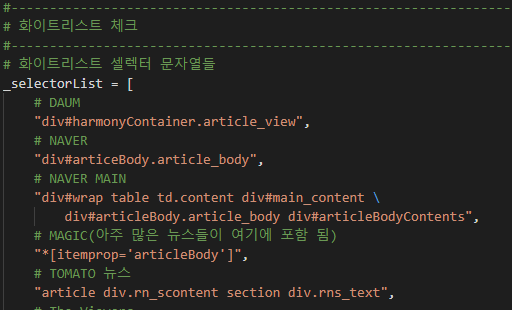 #---------------------------------------------------------------
# 화이트리스트 체크
#---------------------------------------------------------------
# 화이트리스트 셀렉터 문자열들
_selectorList = [
# DAUM
"div#harmonyContainer.article_view",
# NAVER
"div#articeBody.article_body",
# NAVER MAIN
"div#wrap table td.content div#main_content \
div#articleBody.article_body div#articleBodyContents",
# MAGIC(아주 많은 뉴스들이 여기에 포함 됨)
"*[itemprop='articleBody']",
# TOMATO 뉴스
"article div.rn_scontent section div.rns_text",